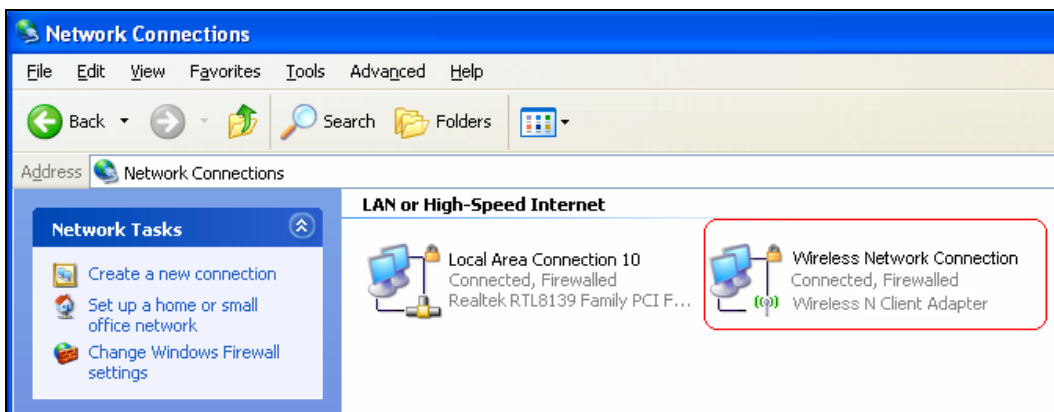 Network Connections
File Edit View Favorites Tools Advanced Help
Back Search Folders
Address Network Connections
LAN or High-Speed Internet
Network Tasks
Create a new connection
Set up a home or small
office network
Change Windows Firewall
settings
Local Area Connection 10
Connected, Firewalled
Realtek RTL8139 Family PCI F...
Wireless Network Connection
Connected, Firewalled
Wireless N Client Adapter